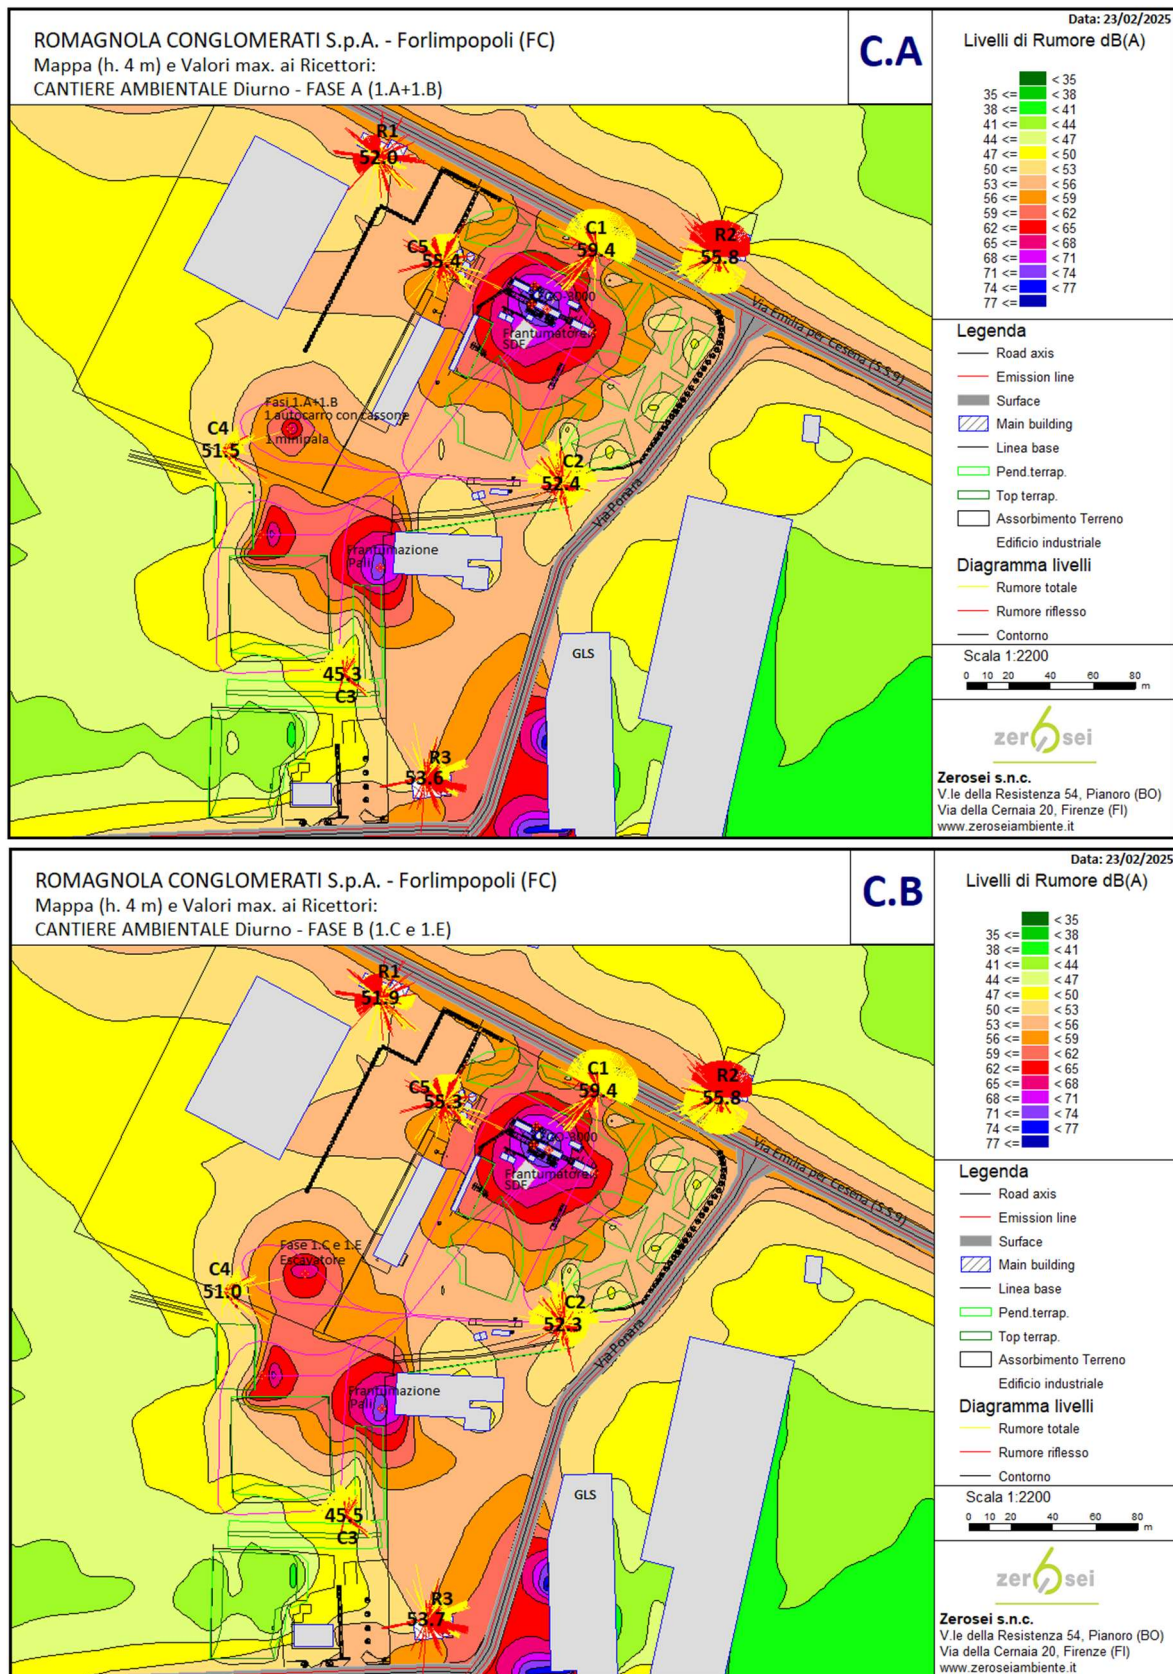 ROMAGNOLA CONGLOMERATI S.p.A. - Forlimpopoli (FC)
Mappa (h. 4 m) e Valori max. ai Ricettori:
CANTIERE AMBIENTALE Diurno - FASE A (1.A+1.B)
C.A
Data: 23/02/2025
Livelli di Rumore dB(A)
< 35
35 <= < 38
38 <= < 41
41 <= < 44
44 <= < 47
47 <= < 50
50 <= < 53
53 <= < 56
56 <= < 59
59 <= < 62
62 <= < 65
65 <= < 68
68 <= < 71
71 <= < 74
74 <= < 77
77 <=
Legenda
Road axis
Emission line
Surface
Main building
Linea base
Pend.terrap.
Top terrap.
Assorbimento Terreno
Edificio industriale
Diagramma livelli
Rumore totale
Rumore riflesso
Contorno
Scala 1:2200
0 10 20 40 60 80
m
zer6sei
Zerosei s.n.c.
V.le della Resistenza 54, Pianoro (BO)
Via della Cernaia 20, Firenze (FI)
www.zeroseiambiente.it
R1
52.0
C1
59.4
R2
55.8
C5
55.4
Frantumatore
SDF
Via Emilia per Cesena (S.S.9)
Fasi 1.A+1.B
1 autocarro con cassone
1 minipala
C4
51.5
C2
52.4
Via Ponara
Frantumazione
Pali
GLS
45.3
C3
R3
53.6
ROMAGNOLA CONGLOMERATI S.p.A. - Forlimpopoli (FC)
Mappa (h. 4 m) e Valori max. ai Ricettori:
CANTIERE AMBIENTALE Diurno - FASE B (1.C e 1.E)
C.B
Data: 23/02/2025
Livelli di Rumore dB(A)
< 35
35 <= < 38
38 <= < 41
41 <= < 44
44 <= < 47
47 <= < 50
50 <= < 53
53 <= < 56
56 <= < 59
59 <= < 62
62 <= < 65
65 <= < 68
68 <= < 71
71 <= < 74
74 <= < 77
77 <=
Legenda
Road axis
Emission line
Surface
Main building
Linea base
Pend.terrap.
Top terrap.
Assorbimento Terreno
Edificio industriale
Diagramma livelli
Rumore totale
Rumore riflesso
Contorno
Scala 1:2200
0 10 20 40 60 80
m
zer6sei
Zerosei s.n.c.
V.le della Resistenza 54, Pianoro (BO)
Via della Cernaia 20, Firenze (FI)
www.zeroseiambiente.it
R1
51.9
C1
59.4
R2
55.8
C5
55.3
Frantumatore
SDF
Via Emilia per Cesena (S.S.9)
Fase 1.C e 1.E
Escavatore
C4
51.0
C2
52.3
Via Ponara
Frantumazione
Pali
GLS
45.5
C3
R3
53.7